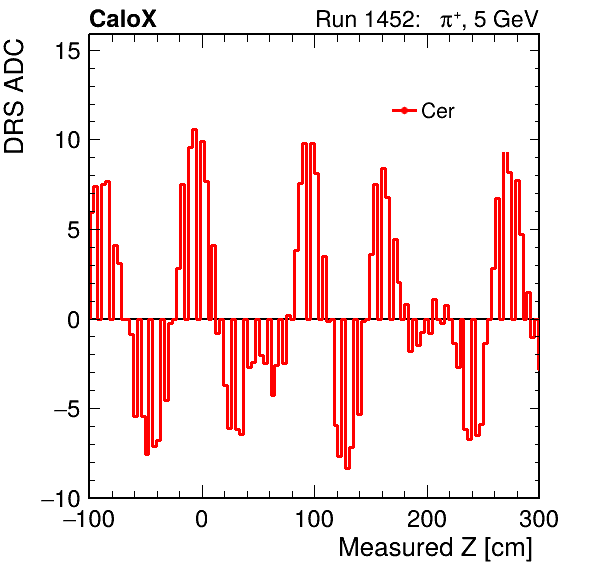 CaloX
Run 1452: π⁺, 5 GeV
DRS ADC
15
10
5
0
−5
−10
Cer
−100 0 100 200 300
Measured Z [cm]